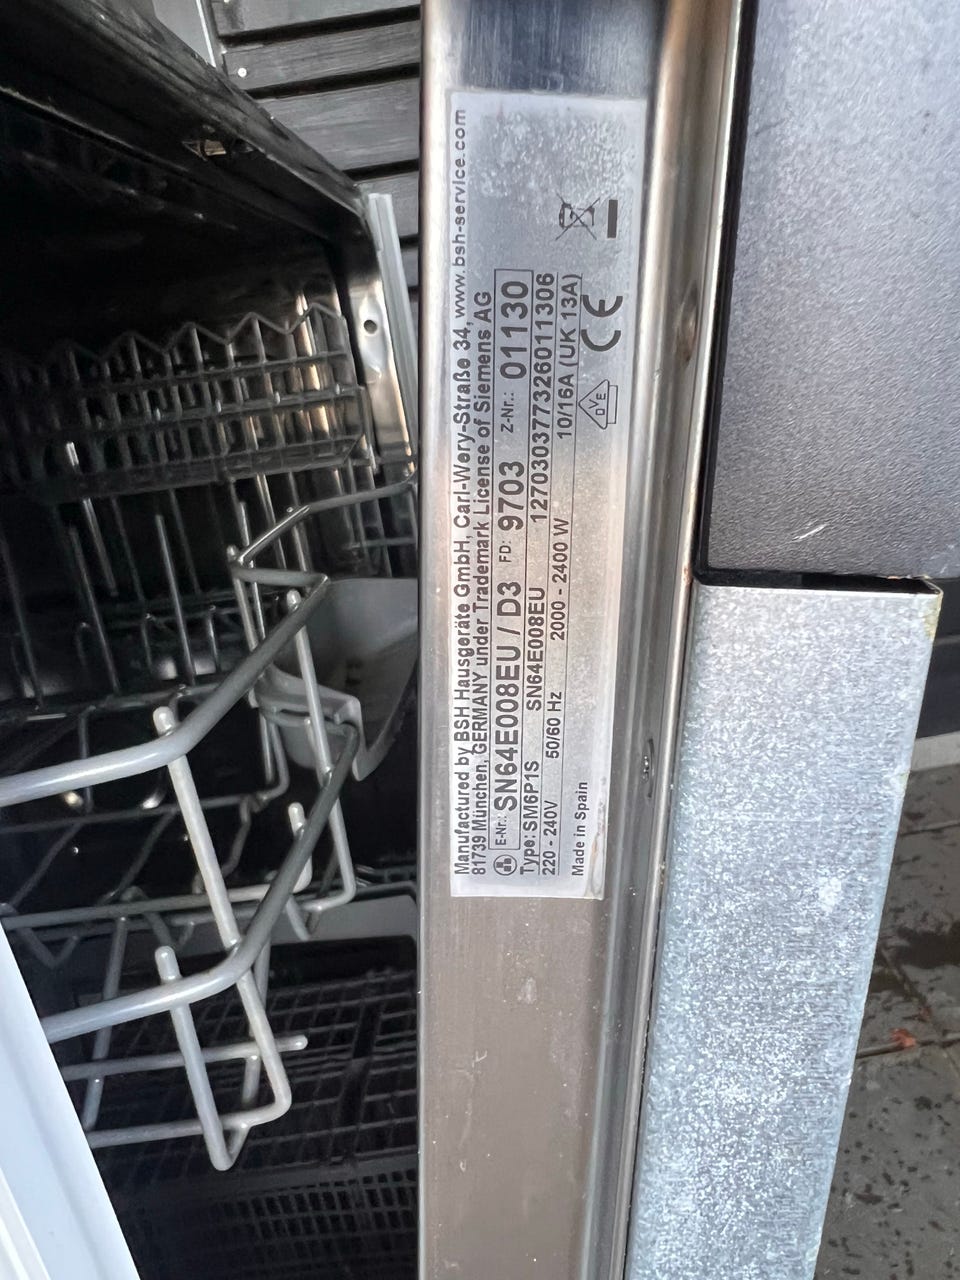 Manufactured by BSH Hausgeräte GmbH, Carl-Wery-Straße 34, www.bsh-service.com
81739 München, GERMANY under Trademark License of Siemens AG
E-Nr.: SN64E008EU / D3 FD: 9703 Z-Nr.: 01130
Type: SM6P1S SN64E008EU 127030377326011306
220 - 240V 50/60 Hz 2000 - 2400 W 10/16A (UK 13A)
Made in Spain
DVE
CE